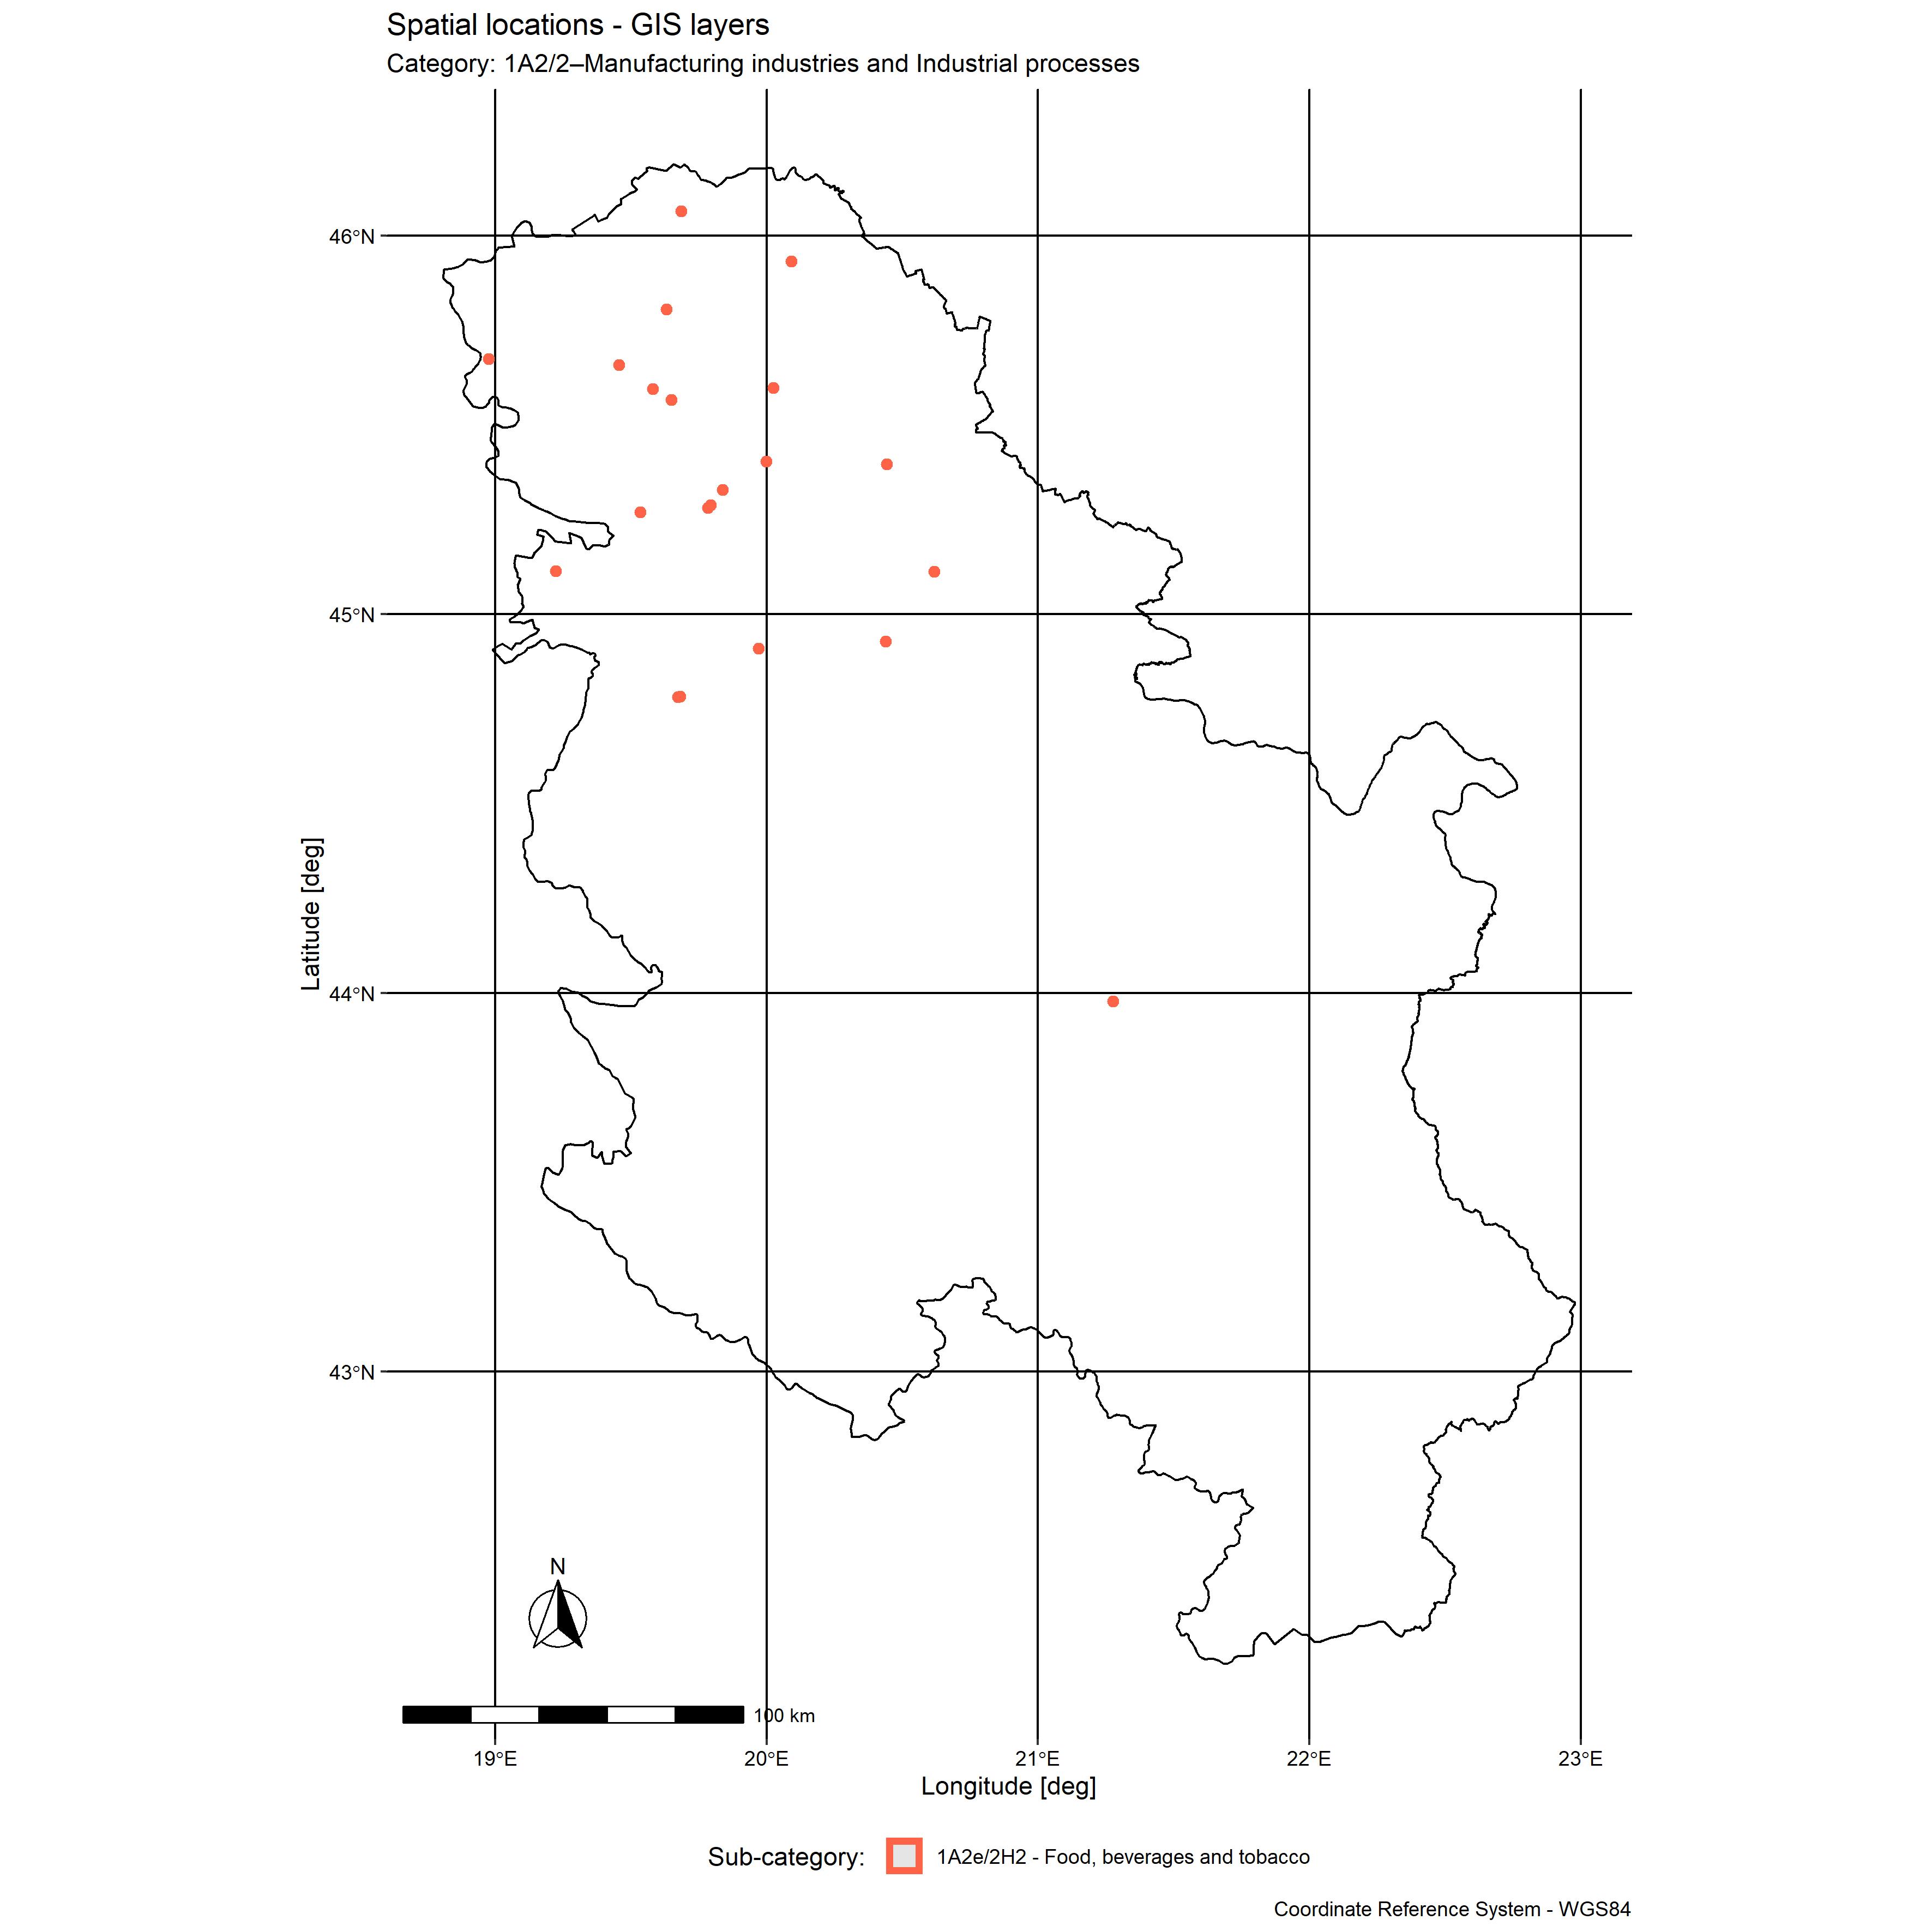 Spatial locations - GIS layers
Category: 1A2/2–Manufacturing industries and Industrial processes
46°N
45°N
44°N
43°N
Latitude [deg]
N
100 km
19°E 20°E 21°E 22°E 23°E
Longitude [deg]
Sub-category: 1A2e/2H2 - Food, beverages and tobacco
Coordinate Reference System - WGS84